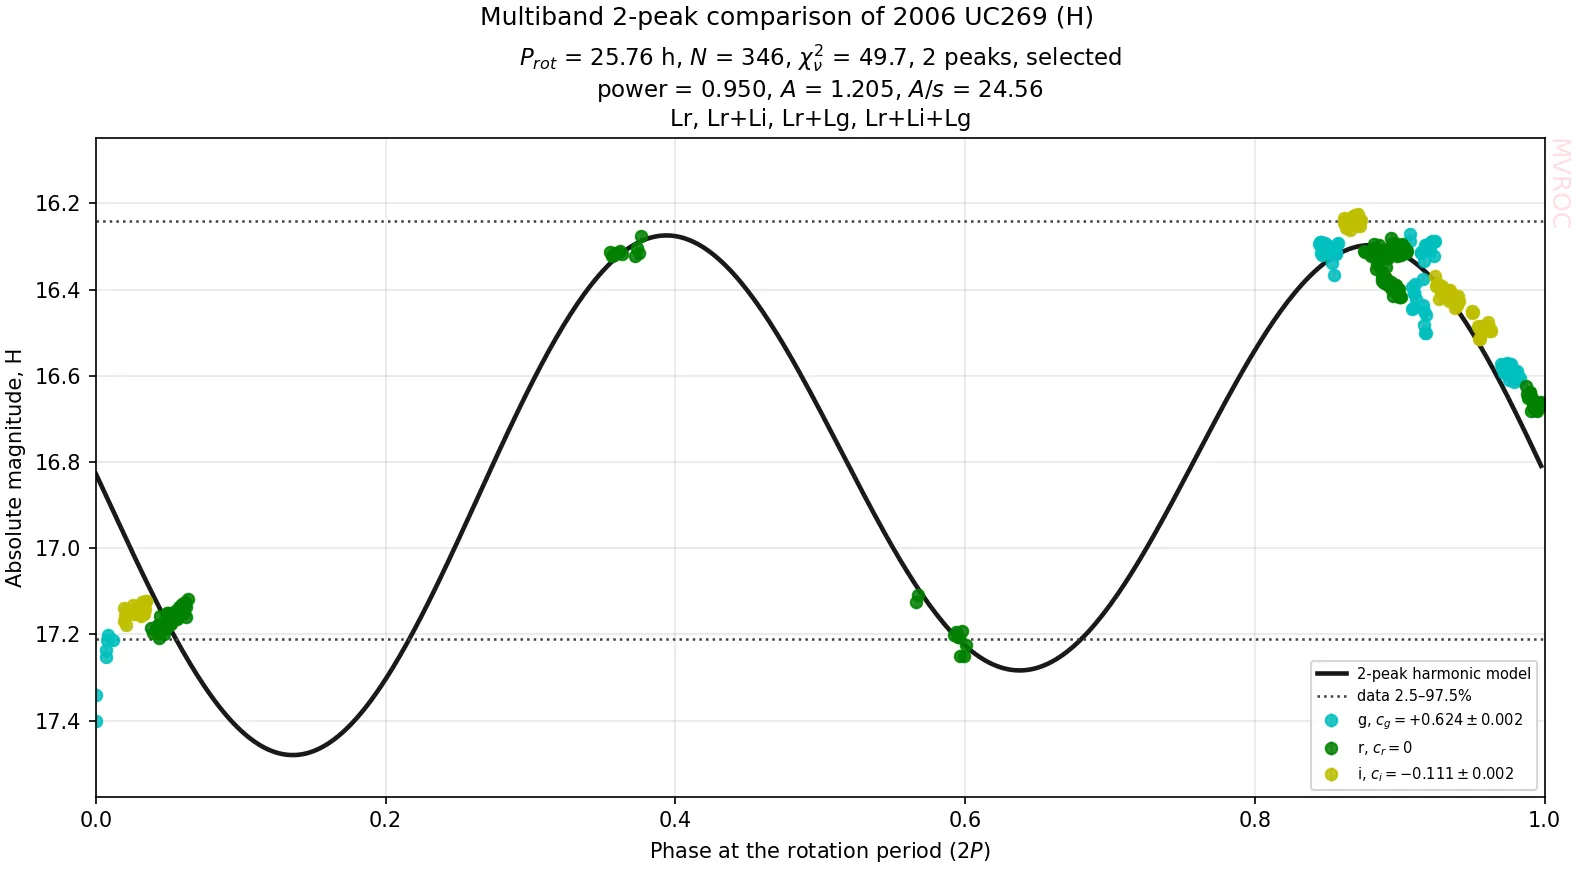 Multiband 2-peak comparison of 2006 UC269 (H)
P_rot = 25.76 h, N = 346, χ²_ν = 49.7, 2 peaks, selected
power = 0.950, A = 1.205, A/s = 24.56
Lr, Lr+Li, Lr+Lg, Lr+Li+Lg
MVROC
Absolute magnitude, H
16.2
16.4
16.6
16.8
17.0
17.2
17.4
2-peak harmonic model
data 2.5–97.5%
g, c_g = +0.624 ± 0.002
r, c_r = 0
i, c_i = −0.111 ± 0.002
0.0 0.2 0.4 0.6 0.8 1.0
Phase at the rotation period (2P)